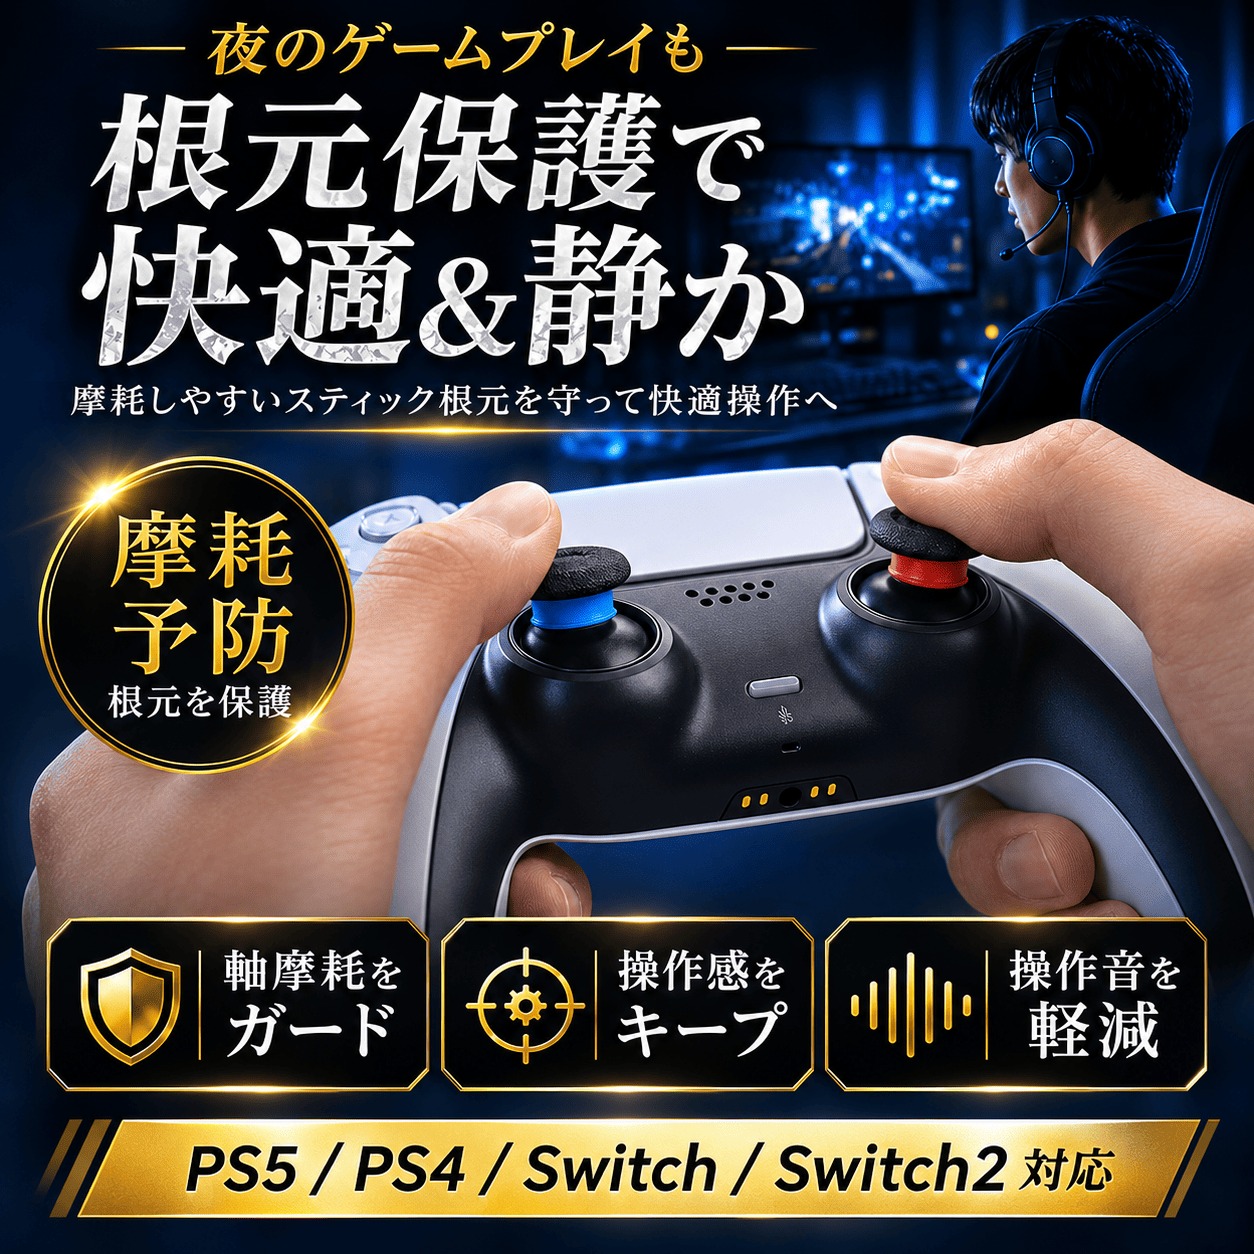 夜のゲームプレイも
根元保護で
快適&静か
摩耗しやすいスティック根元を守って快適操作へ
摩耗
予防
根元を保護
軸摩耗を
ガード
操作感を
キープ
操作音を
軽減
PS5 / PS4 / Switch / Switch2 対応